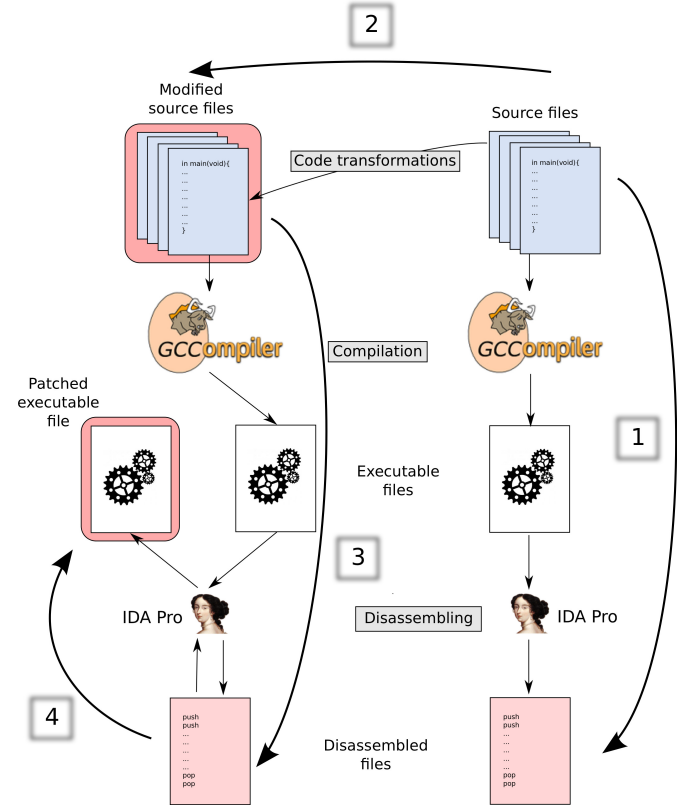 2
Modified
source files
Source files
in main(void){
...
...
...
...
...
...
...
}
in main(void){
...
...
...
...
...
...
...
}
Code transformations
GCCompiler
GCCompiler
Compilation
Patched
executable
file
1
Executable
files
3
IDA Pro
Disassembling
IDA Pro
4
push
push
...
...
...
...
...
pop
pop
Disassembled
files
push
push
...
...
...
...
...
pop
pop